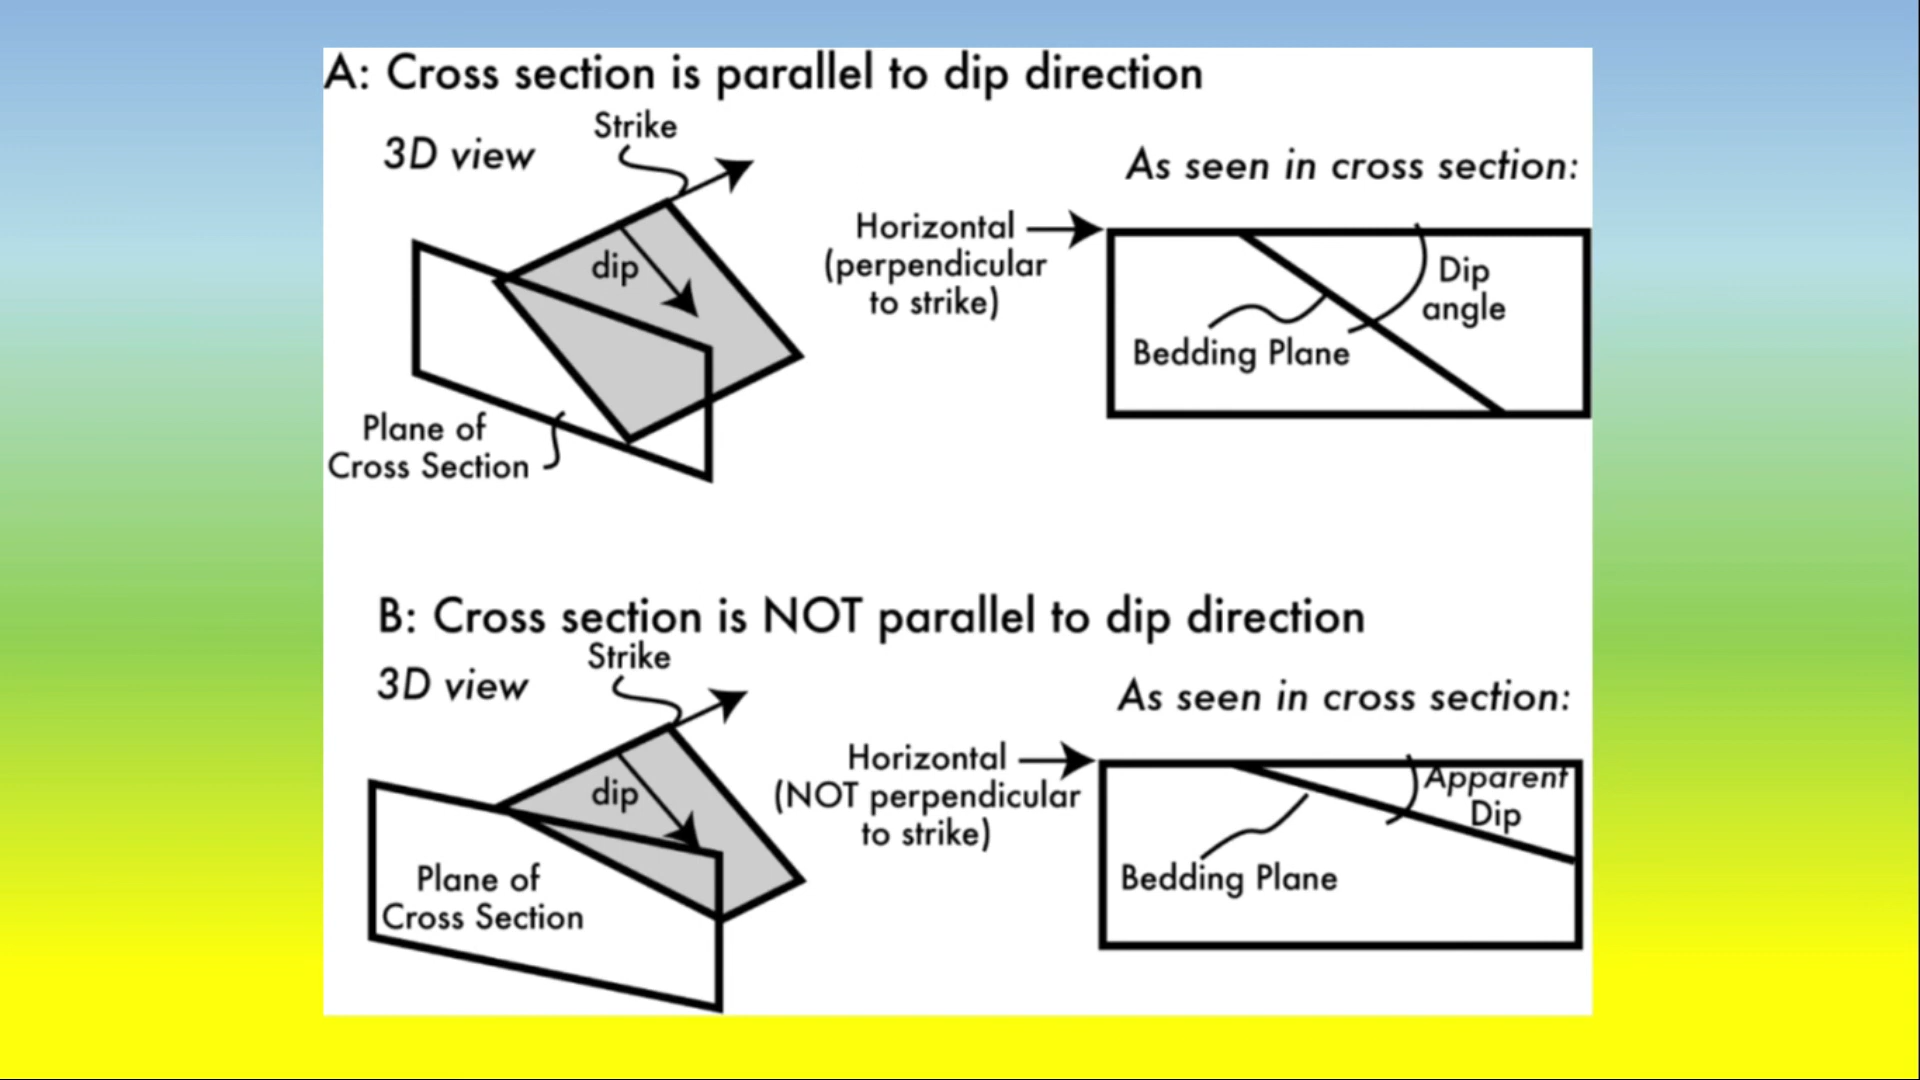 A: Cross section is parallel to dip direction
3D view
Strike
dip
Plane of
Cross Section
Horizontal
(perpendicular
to strike)
As seen in cross section:
Dip
angle
Bedding Plane
B: Cross section is NOT parallel to dip direction
3D view
Strike
dip
Plane of
Cross Section
Horizontal
(NOT perpendicular
to strike)
As seen in cross section:
Apparent
Dip
Bedding Plane